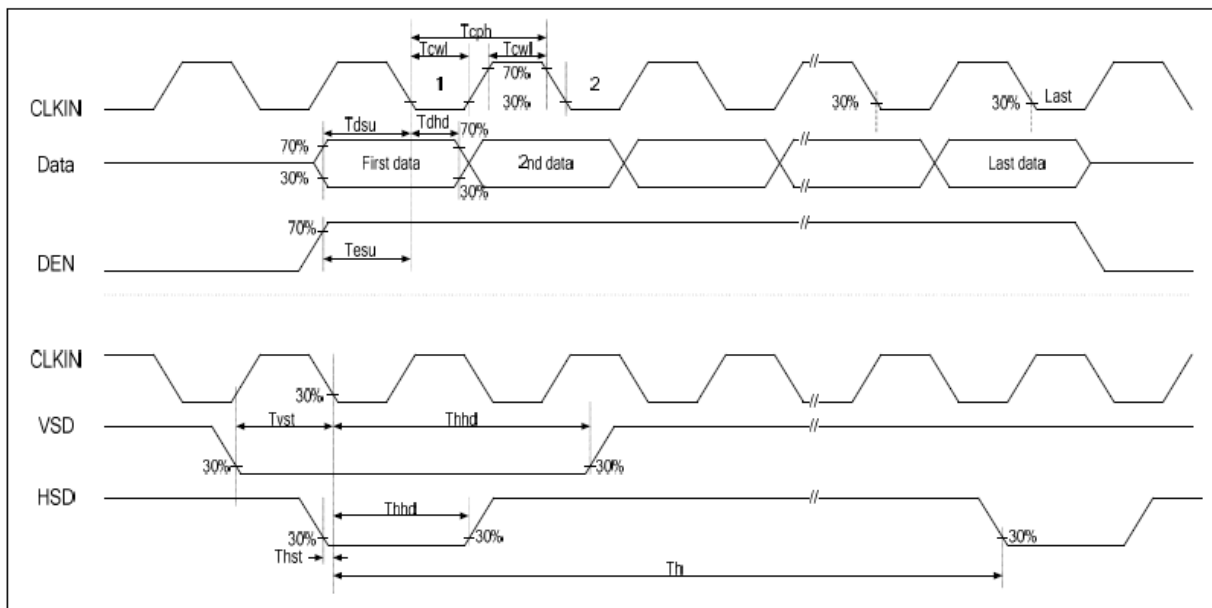 Tcph
Tcwl
Tcwl
70%
1
2
30%
30%
30%
Last
CLKIN
Tdsu
Tdhd
70%
70%
Data
First data
2nd data
Last data
30%
30%
70%
Tesu
DEN
CLKIN
30%
Tvst
Thhd
VSD
30%
30%
HSD
Thhd
30%
30%
30%
Thst
Th